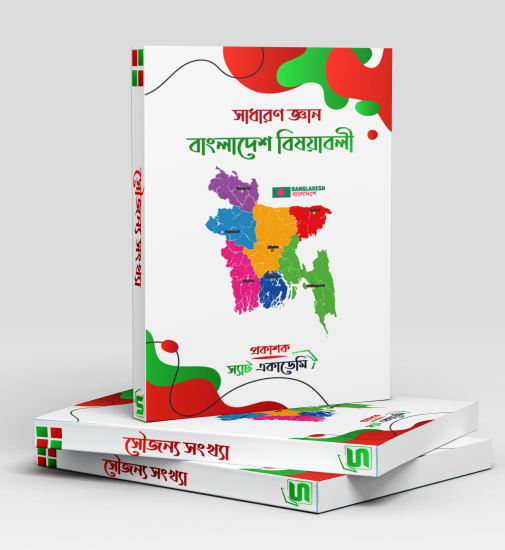 সাধারণ জ্ঞান
বাংলাদেশ বিষয়াবলী
BANGLADESH
প্রকাশক
স্যাট একাডেমি
সৌজন্য সংখ্যা
সৌজন্য সংখ্যা
সৌজন্য সংখ্যা